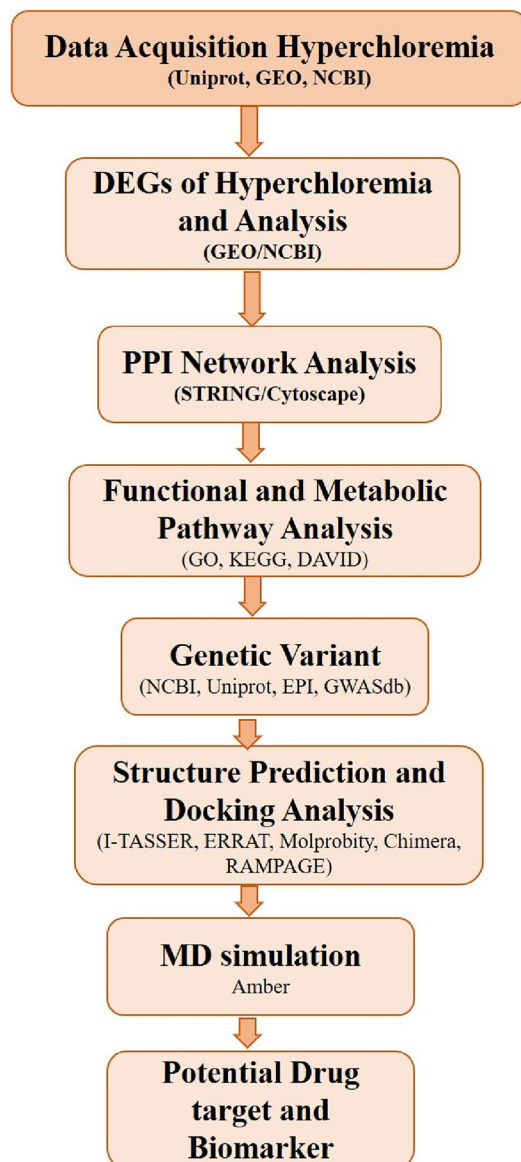 Data Acquisition Hyperchloremia
(Uniprot, GEO, NCBI)
DEGs of Hyperchloremia
and Analysis
(GEO/NCBI)
PPI Network Analysis
(STRING/Cytoscape)
Functional and Metabolic
Pathway Analysis
(GO, KEGG, DAVID)
Genetic Variant
(NCBI, Uniprot, EPI, GWASdb)
Structure Prediction and
Docking Analysis
(I-TASSER, ERRAT, Molprobity, Chimera,
RAMPAGE)
MD simulation
Amber
Potential Drug
target and
Biomarker